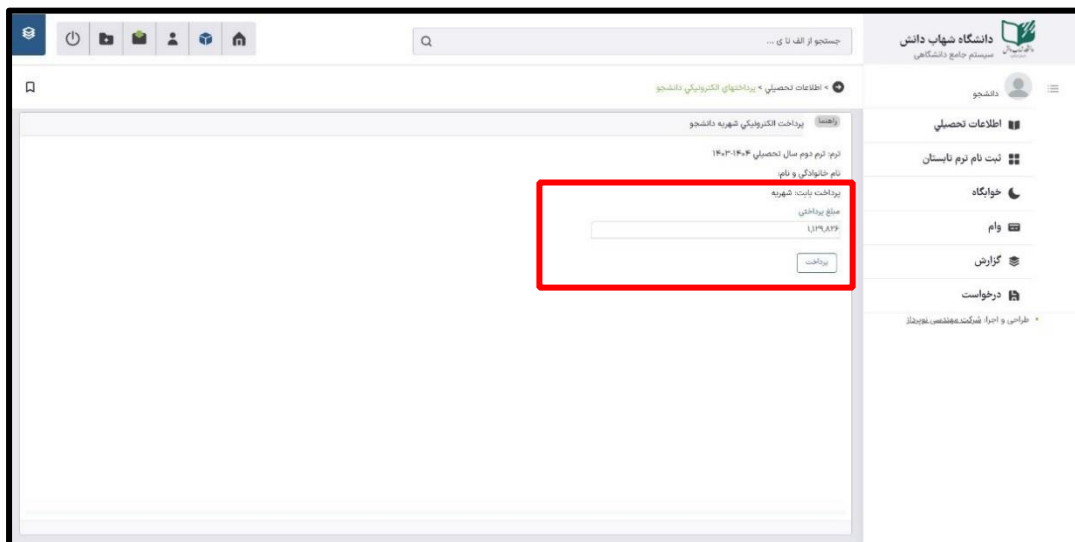 دانشگاه شهاب دانش
سیستم جامع دانشگاهی
جستجو از الف تا ی ...
دانشجو
> اطلاعات تحصیلی > پرداختهای الکترونیکی دانشجو
اطلاعات تحصیلی
ثبت نام ترم تابستان
خوابگاه
وام
گزارش
درخواست
طراحی و اجرا: شرکت مهندسی نوپرداز
راهنما
پرداخت الکترونیکی شهریه دانشجو
ترم: ترم دوم سال تحصیلی ۱۴۰۴-۱۴۰۳
نام خانوادگی و نام:
پرداخت بابت: شهریه
مبلغ پرداختی
۱,۱۲۹,۸۲۶
پرداخت